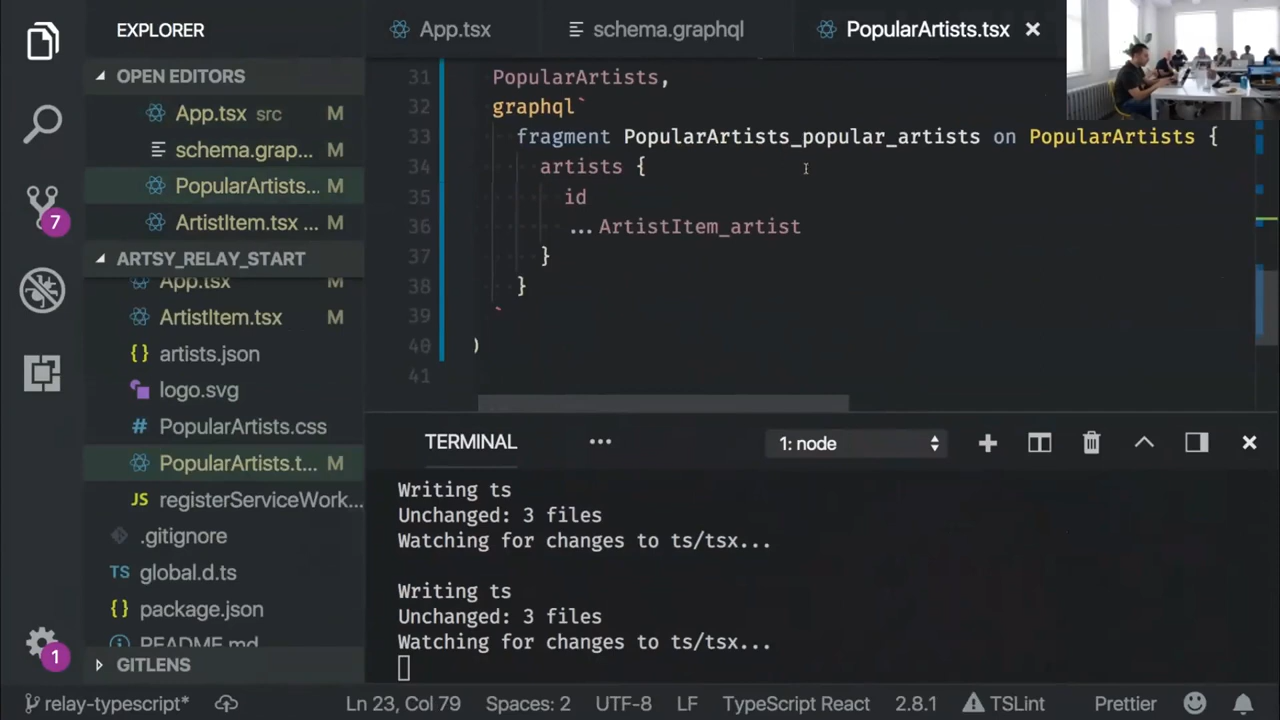 EXPLORER
OPEN EDITORS
App.tsx src M
schema.grap... M
PopularArtists... M
ArtistItem.tsx ... M
ARTSY_RELAY_START
App.tsx M
ArtistItem.tsx M
{} artists.json
logo.svg
# PopularArtists.css
PopularArtists.t... M
JS registerServiceWork...
.gitignore
TS global.d.ts
{} package.json
README.md
GITLENS
7
1
App.tsx
schema.graphql
PopularArtists.tsx
31 PopularArtists,
32 graphql`
33 fragment PopularArtists_popular_artists on PopularArtists {
34 artists {
35 id
36 ...ArtistItem_artist
37 }
38 }
39 `
40 )
41
TERMINAL ... 1: node
Writing ts
Unchanged: 3 files
Watching for changes to ts/tsx...
Writing ts
Unchanged: 3 files
Watching for changes to ts/tsx...
relay-typescript* Ln 23, Col 79 Spaces: 2 UTF-8 LF TypeScript React 2.8.1 TSLint Prettier